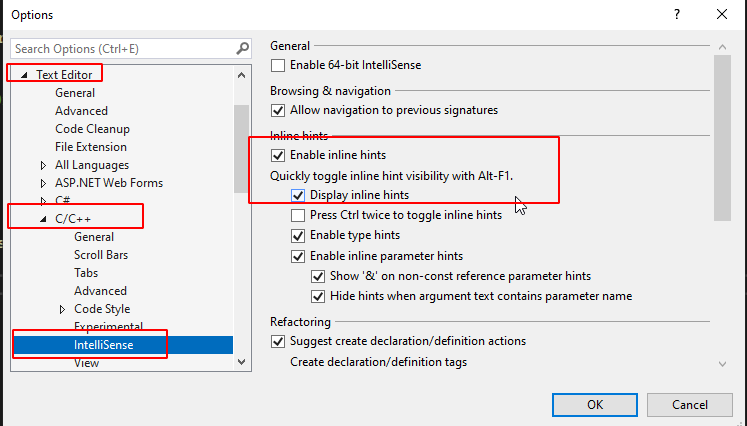 Options
?
Search Options (Ctrl+E)
Text Editor
General
Advanced
Code Cleanup
File Extension
All Languages
ASP.NET Web Forms
C#
C/C++
General
Scroll Bars
Tabs
Advanced
Code Style
Experimental
IntelliSense
View
General
Enable 64-bit IntelliSense
Browsing & navigation
Allow navigation to previous signatures
Inline hints
Enable inline hints
Quickly toggle inline hint visibility with Alt-F1.
Display inline hints
Press Ctrl twice to toggle inline hints
Enable type hints
Enable inline parameter hints
Show '&' on non-const reference parameter hints
Hide hints when argument text contains parameter name
Refactoring
Suggest create declaration/definition actions
Create declaration/definition tags
OK
Cancel